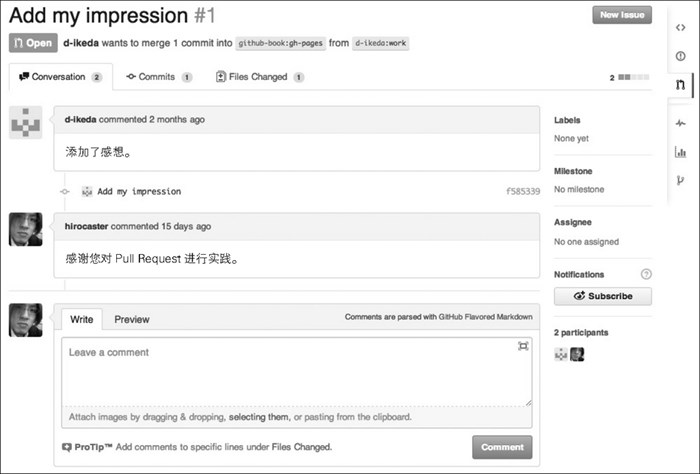 Add my impression #1
New Issue
Open d-ikeda wants to merge 1 commit into github-book:gh-pages from d-ikeda:work
Conversation 2 Commits 1 Files Changed 1
2
d-ikeda commented 2 months ago
添加了感想。
Add my impression f585339
hirocaster commented 15 days ago
感谢您对 Pull Request 进行实践。
Write Preview Comments are parsed with GitHub Flavored Markdown
Leave a comment
Attach images by dragging & dropping, selecting them, or pasting from the clipboard.
ProTip™ Add comments to specific lines under Files Changed.
Comment
Labels
None yet
Milestone
No milestone
Assignee
No one assigned
Notifications ?
Subscribe
2 participants